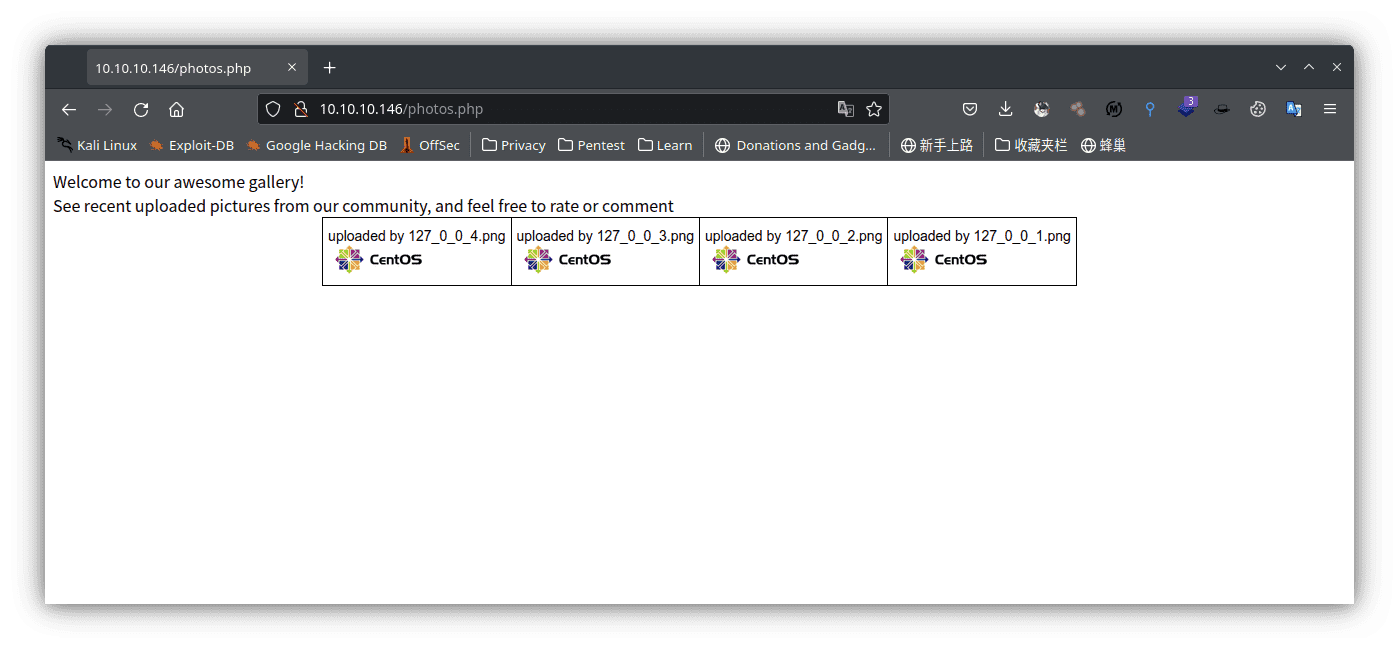 10.10.10.146/photos.php
10.10.10.146/photos.php
3
Kali Linux Exploit-DB Google Hacking DB OffSec Privacy Pentest Learn Donations and Gadg... 新手上路 收藏夹栏 蜂巢
Welcome to our awesome gallery!
See recent uploaded pictures from our community, and feel free to rate or comment
uploaded by 127_0_0_4.png uploaded by 127_0_0_3.png uploaded by 127_0_0_2.png uploaded by 127_0_0_1.png
CentOS CentOS CentOS CentOS